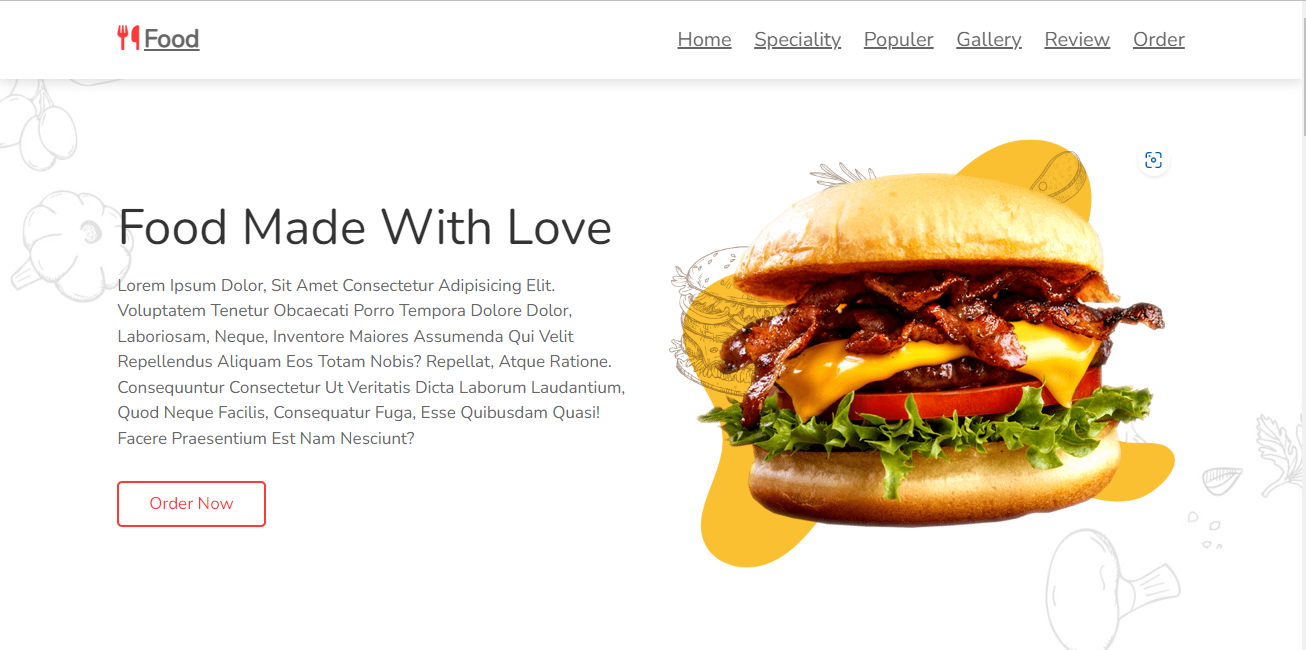 Food
Home Speciality Populer Gallery Review Order
Food Made With Love
Lorem Ipsum Dolor, Sit Amet Consectetur Adipisicing Elit.
Voluptatem Tenetur Obcaecati Porro Tempora Dolore Dolor,
Laboriosam, Neque, Inventore Maiores Assumenda Qui Velit
Repellendus Aliquam Eos Totam Nobis? Repellat, Atque Ratione.
Consequuntur Consectetur Ut Veritatis Dicta Laborum Laudantium,
Quod Neque Facilis, Consequatur Fuga, Esse Quibusdam Quasi!
Facere Praesentium Est Nam Nesciunt?
Order Now